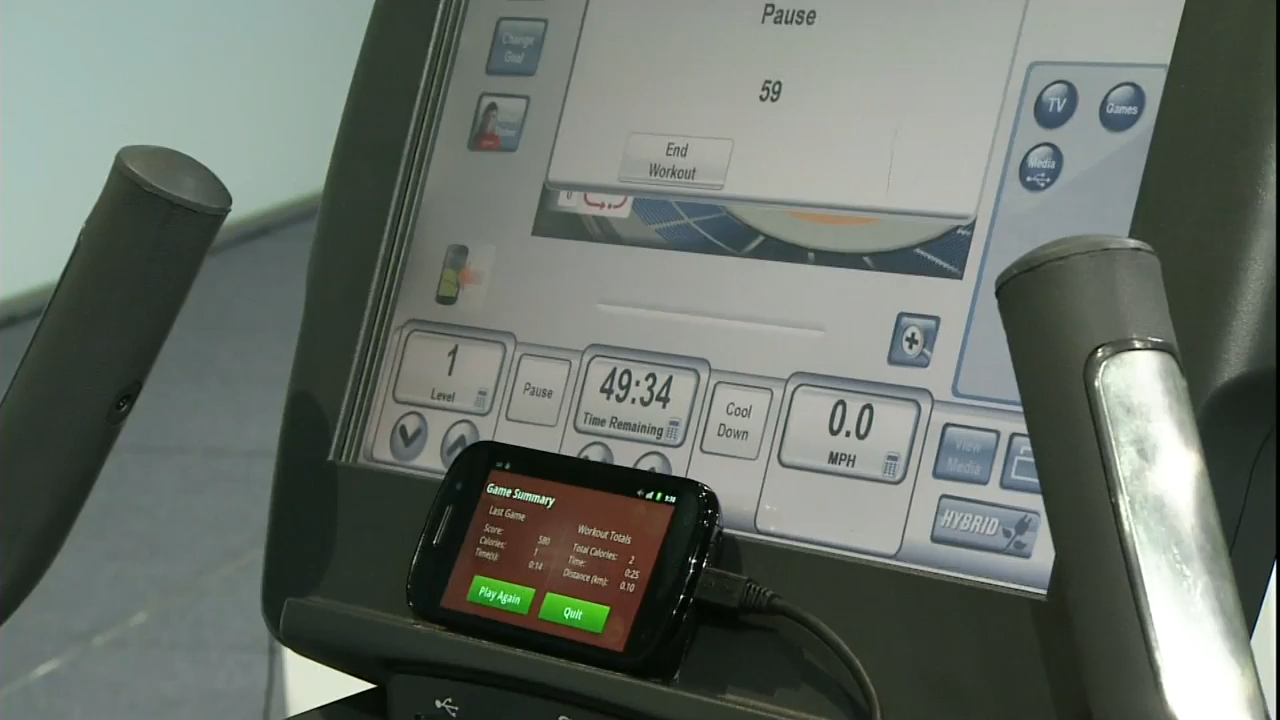 Pause
59
End
Workout
Change
Goal
TV
Games
Media
1
Level
Pause
49:34
Time Remaining
Cool
Down
0.0
MPH
View
Media
HYBRID
Game Summary
Last Game
Score: 580
Calories: 1
Time(s): 0:14
Workout Totals
Total Calories: 2
Time: 0:25
Distance (km): 0.10
Play Again
Quit